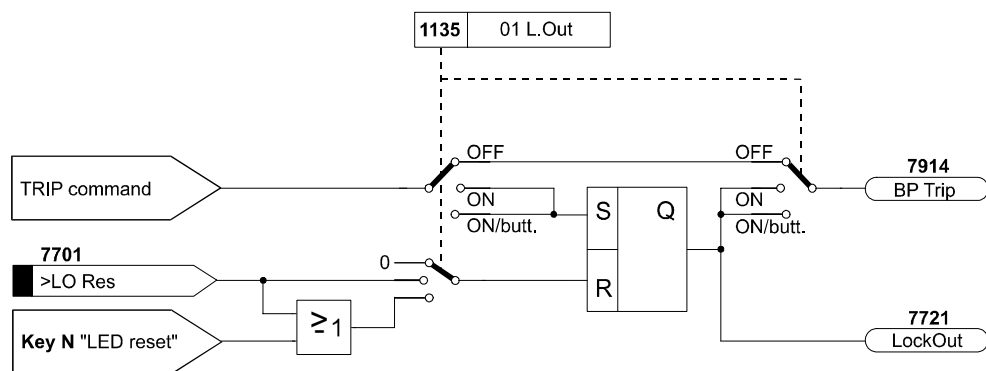 1135 01 L.Out
OFF OFF
7914
TRIP command
BP Trip
ON
ON
ON/butt.
S Q
ON/butt.
7701
0
>LO Res
R
≥1
7721
Key N "LED reset"
LockOut